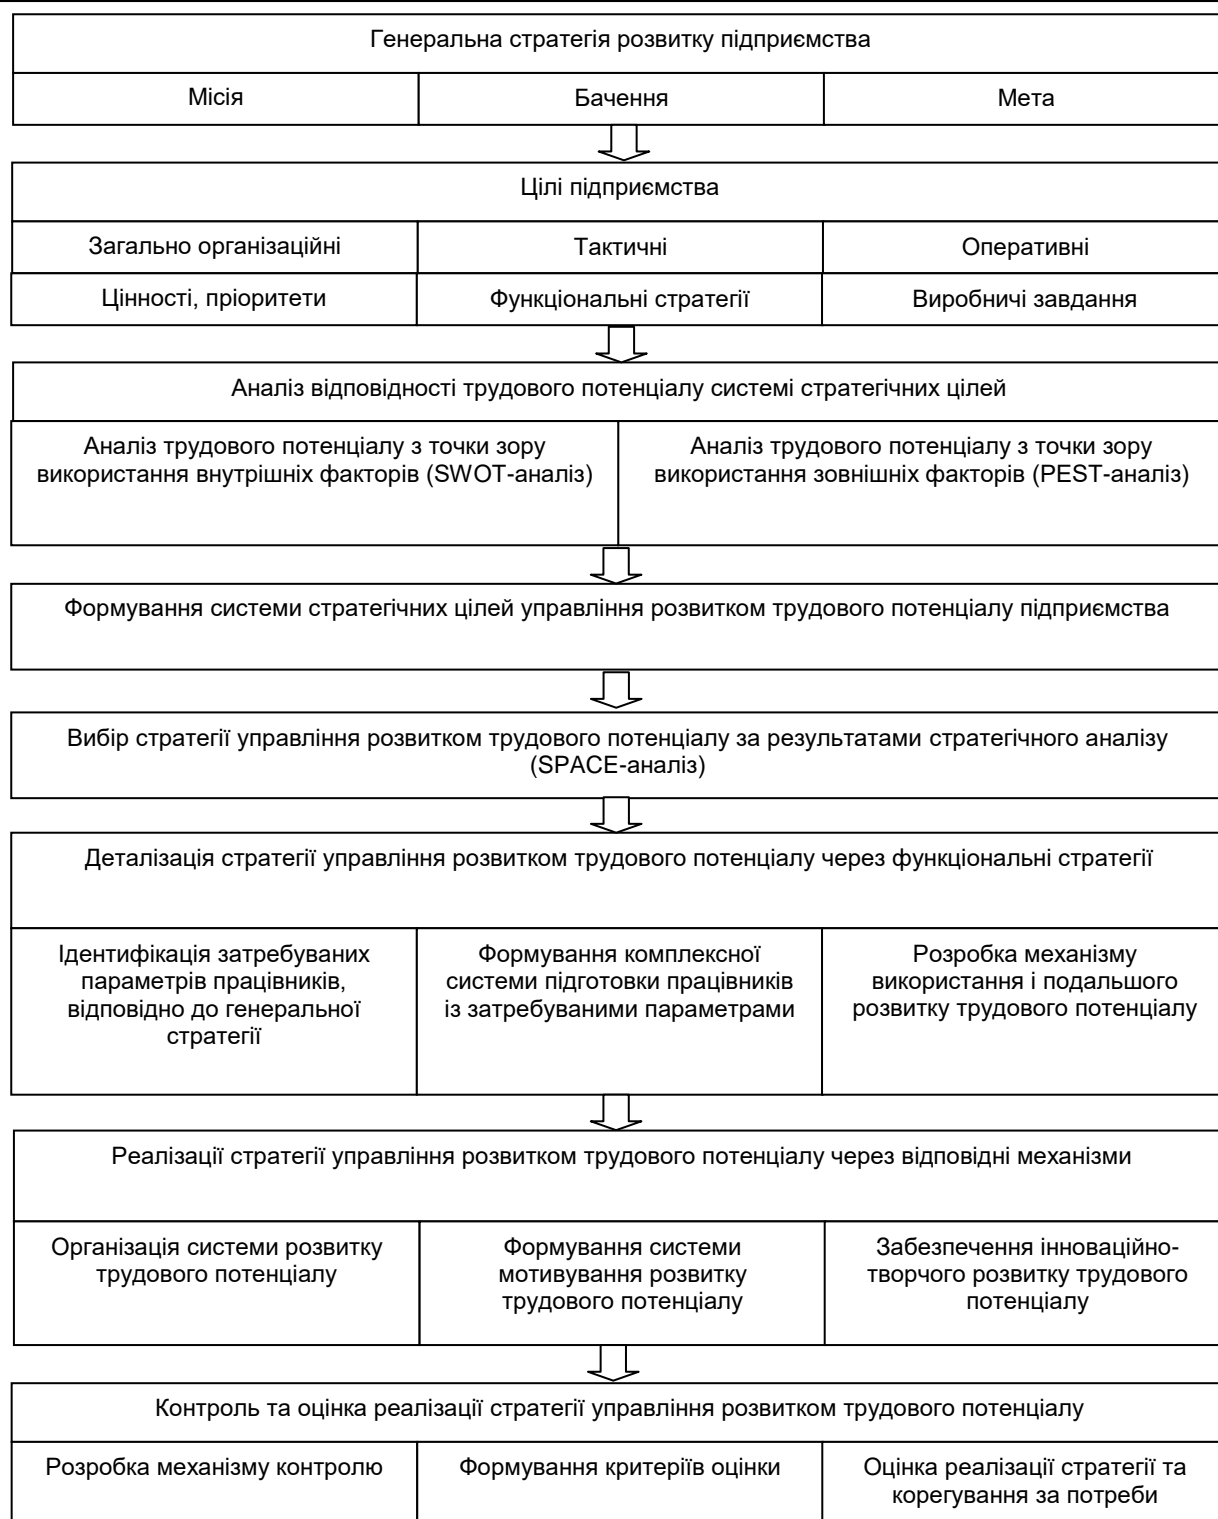 Генеральна стратегія розвитку підприємства
Місія
Бачення
Мета
Цілі підприємства
Загально організаційні
Тактичні
Оперативні
Цінності, пріоритети
Функціональні стратегії
Виробничі завдання
Аналіз відповідності трудового потенціалу системі стратегічних цілей
Аналіз трудового потенціалу з точки зору
використання внутрішніх факторів (SWOT-аналіз)
Аналіз трудового потенціалу з точки зору
використання зовнішніх факторів (PEST-аналіз)
Формування системи стратегічних цілей управління розвитком трудового потенціалу підприємства
Вибір стратегії управління розвитком трудового потенціалу за результатами стратегічного аналізу
(SPACE-аналіз)
Деталізація стратегії управління розвитком трудового потенціалу через функціональні стратегії
Ідентифікація затребуваних
параметрів працівників,
відповідно до генеральної
стратегії
Формування комплексної
системи підготовки працівників
із затребуваними параметрами
Розробка механізму
використання і подальшого
розвитку трудового потенціалу
Реалізації стратегії управління розвитком трудового потенціалу через відповідні механізми
Організація системи розвитку
трудового потенціалу
Формування системи
мотивування розвитку
трудового потенціалу
Забезпечення інноваційно-
творчого розвитку трудового
потенціалу
Контроль та оцінка реалізації стратегії управління розвитком трудового потенціалу
Розробка механізму контролю
Формування критеріїв оцінки
Оцінка реалізації стратегії та
корегування за потреби